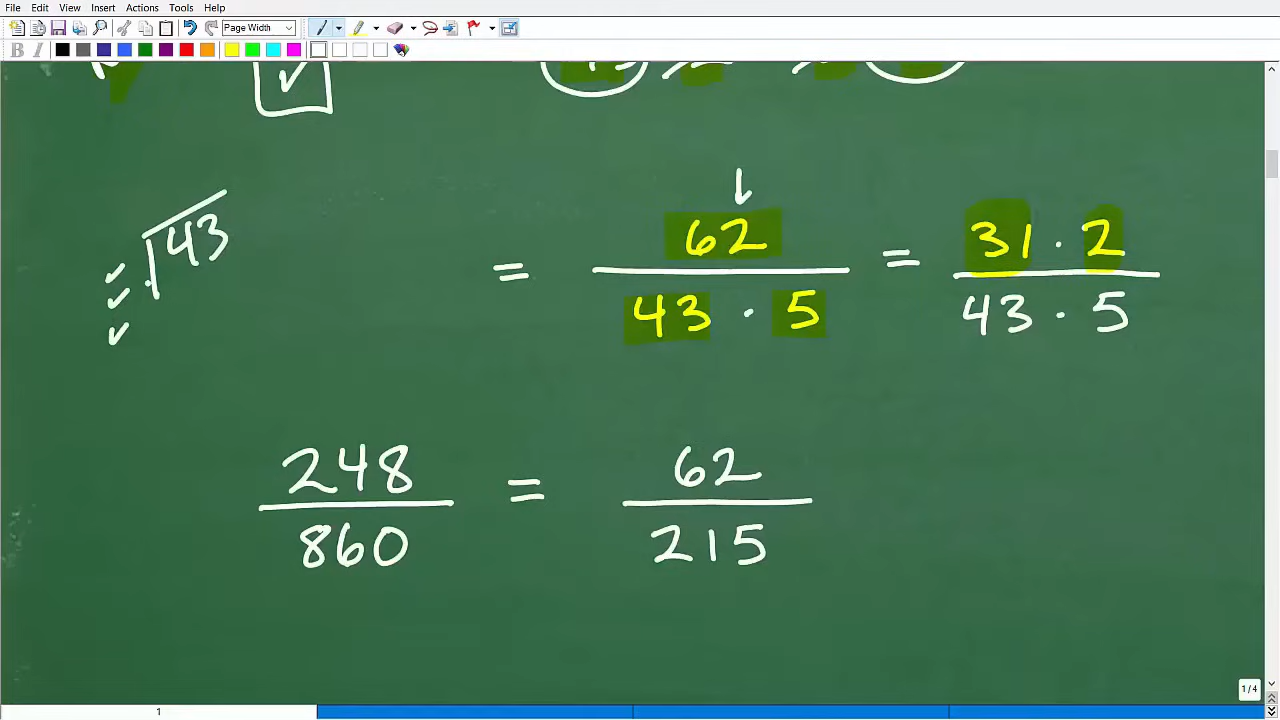 File Edit View Insert Actions Tools Help
Page Width
B I
√43
= 62 / 43 · 5 = 31 · 2 / 43 · 5
248 / 860 = 62 / 215
1/4
1